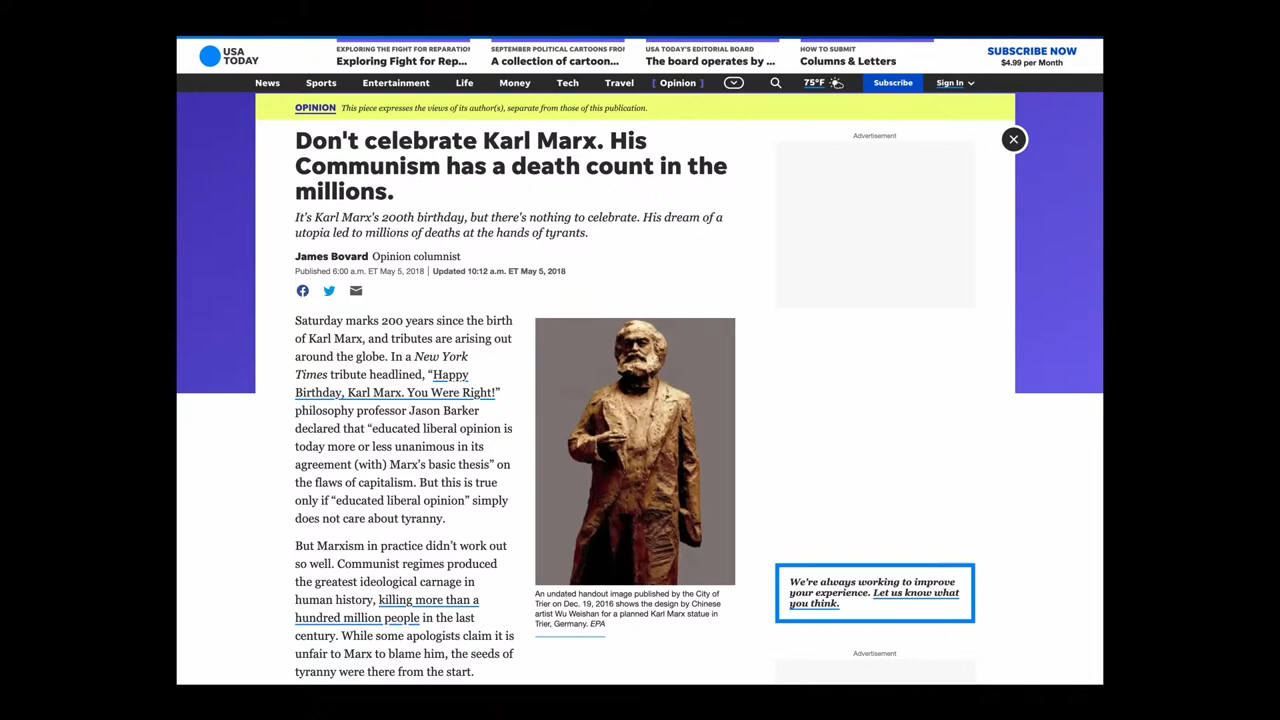 USA
TODAY
EXPLORING THE FIGHT FOR REPARATION
Exploring Fight for Rep...
SEPTEMBER POLITICAL CARTOONS FRO
A collection of cartoon...
USA TODAY'S EDITORIAL BOARD
The board operates by ...
HOW TO SUBMIT
Columns & Letters
SUBSCRIBE NOW
$4.99 per Month
News Sports Entertainment Life Money Tech Travel [ Opinion ] 75°F Subscribe Sign In
OPINION This piece expresses the views of its author(s), separate from those of this publication.
Don't celebrate Karl Marx. His
Communism has a death count in the
millions.
It's Karl Marx's 200th birthday, but there's nothing to celebrate. His dream of a
utopia led to millions of deaths at the hands of tyrants.
James Bovard Opinion columnist
Published 6:00 a.m. ET May 5, 2018 | Updated 10:12 a.m. ET May 5, 2018
Saturday marks 200 years since the birth
of Karl Marx, and tributes are arising out
around the globe. In a New York
Times tribute headlined, “Happy
Birthday, Karl Marx. You Were Right!”
philosophy professor Jason Barker
declared that “educated liberal opinion is
today more or less unanimous in its
agreement (with) Marx’s basic thesis” on
the flaws of capitalism. But this is true
only if “educated liberal opinion” simply
does not care about tyranny.
But Marxism in practice didn’t work out
so well. Communist regimes produced
the greatest ideological carnage in
human history, killing more than a
hundred million people in the last
century. While some apologists claim it is
unfair to Marx to blame him, the seeds of
tyranny were there from the start.
An undated handout image published by the City of
Trier on Dec. 19, 2016 shows the design by Chinese
artist Wu Weishan for a planned Karl Marx statue in
Trier, Germany. EPA
Advertisement
We're always working to improve
your experience. Let us know what
you think.
Advertisement